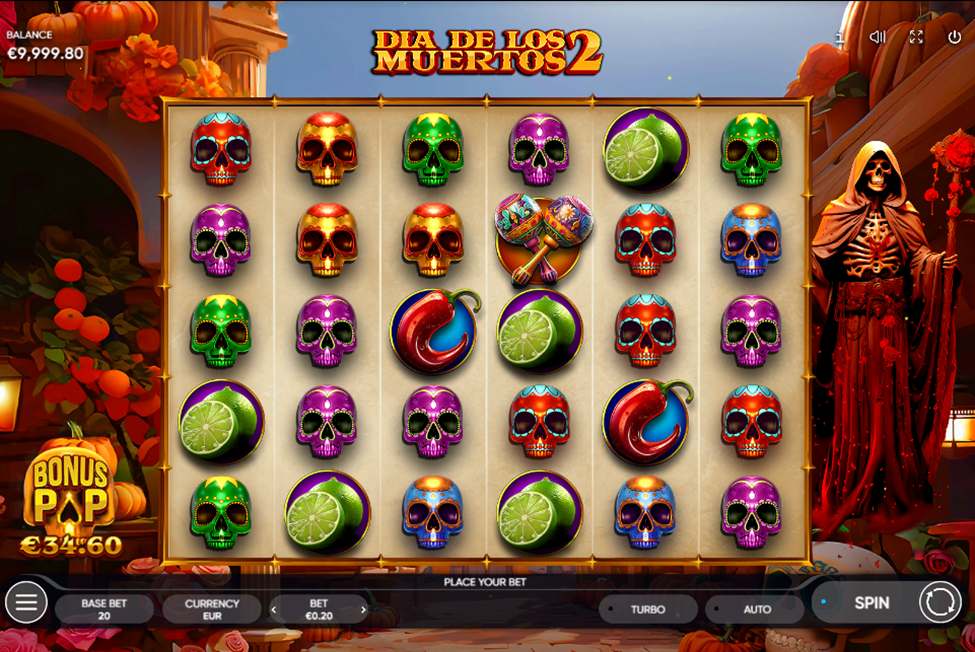 BALANCE
€9,999.80
DIA DE LOS
MUERTOS 2
BONUS
POP
€34.60
PLACE YOUR BET
BASE BET
20
CURRENCY
EUR
BET
€0.20
TURBO
AUTO
SPIN